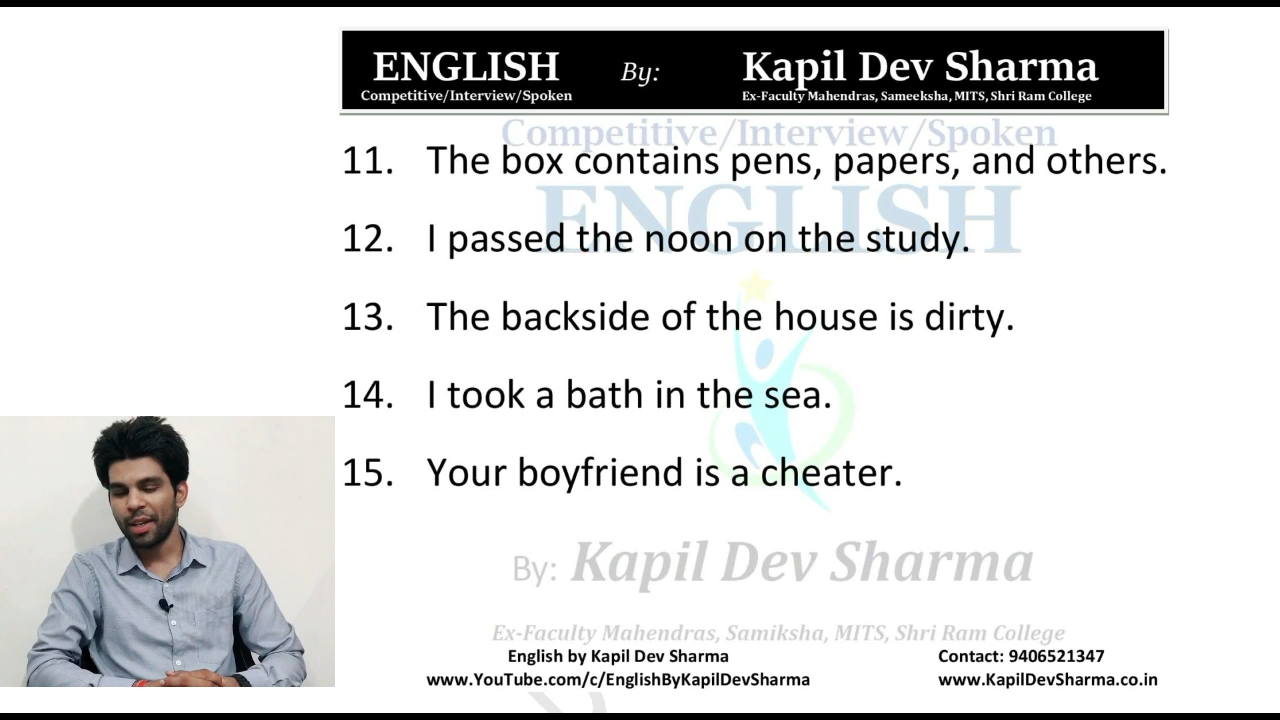 ENGLISH By: Kapil Dev Sharma
Competitive/Interview/Spoken Ex-Faculty Mahendras, Sameeksha, MITS, Shri Ram College
Competitive/Interview/Spoken
11. The box contains pens, papers, and others.
ENGLISH
12. I passed the noon on the study.
13. The backside of the house is dirty.
14. I took a bath in the sea.
15. Your boyfriend is a cheater.
By: Kapil Dev Sharma
Ex-Faculty Mahendras, Samiksha, MITS, Shri Ram College
English by Kapil Dev Sharma Contact: 9406521347
www.YouTube.com/c/EnglishByKapilDevSharma www.KapilDevSharma.co.in